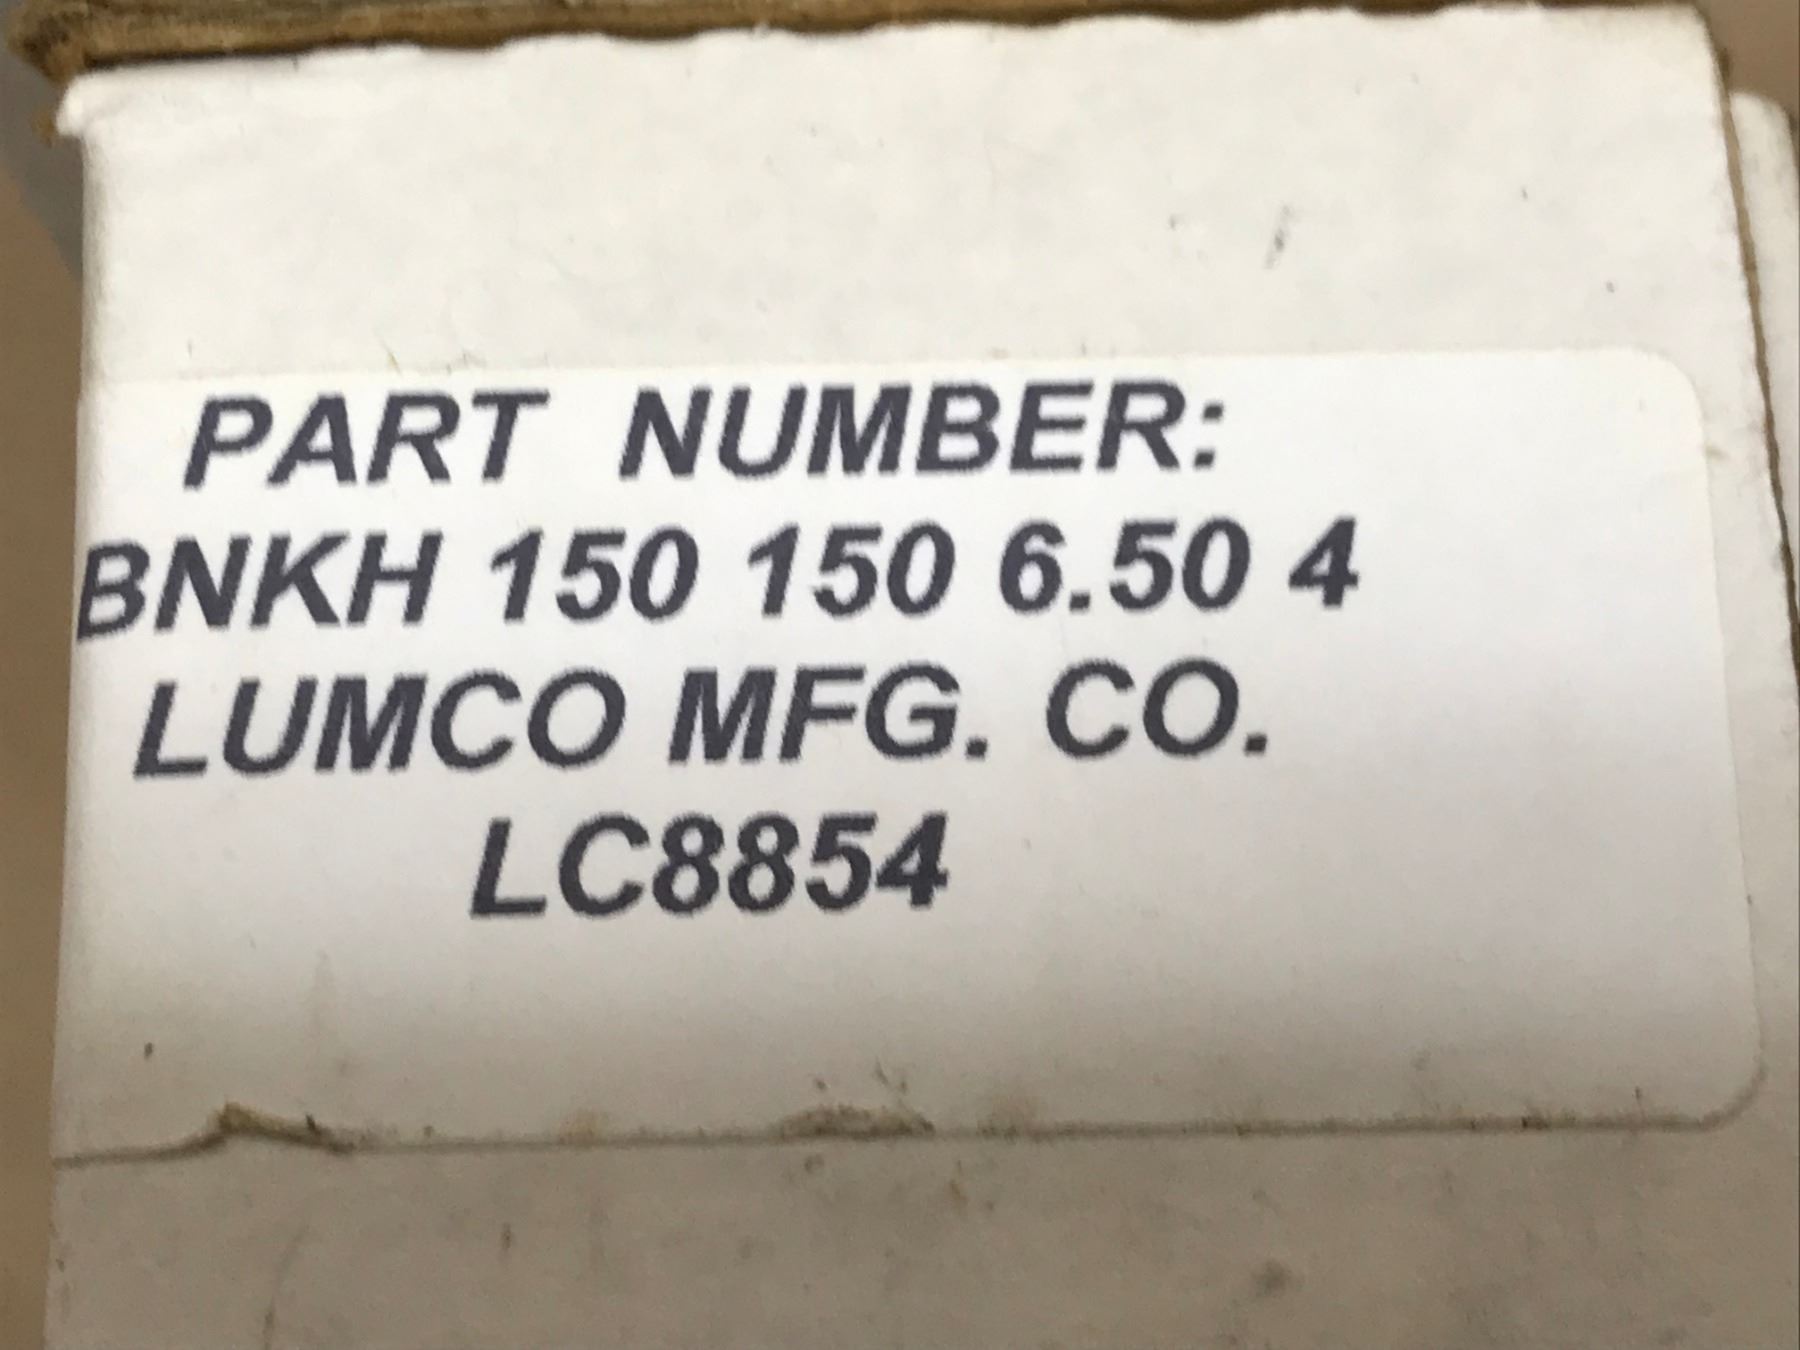 PART NUMBER:
BNKH 150 150 6.50 4
LUMCO MFG. CO.
LC8854